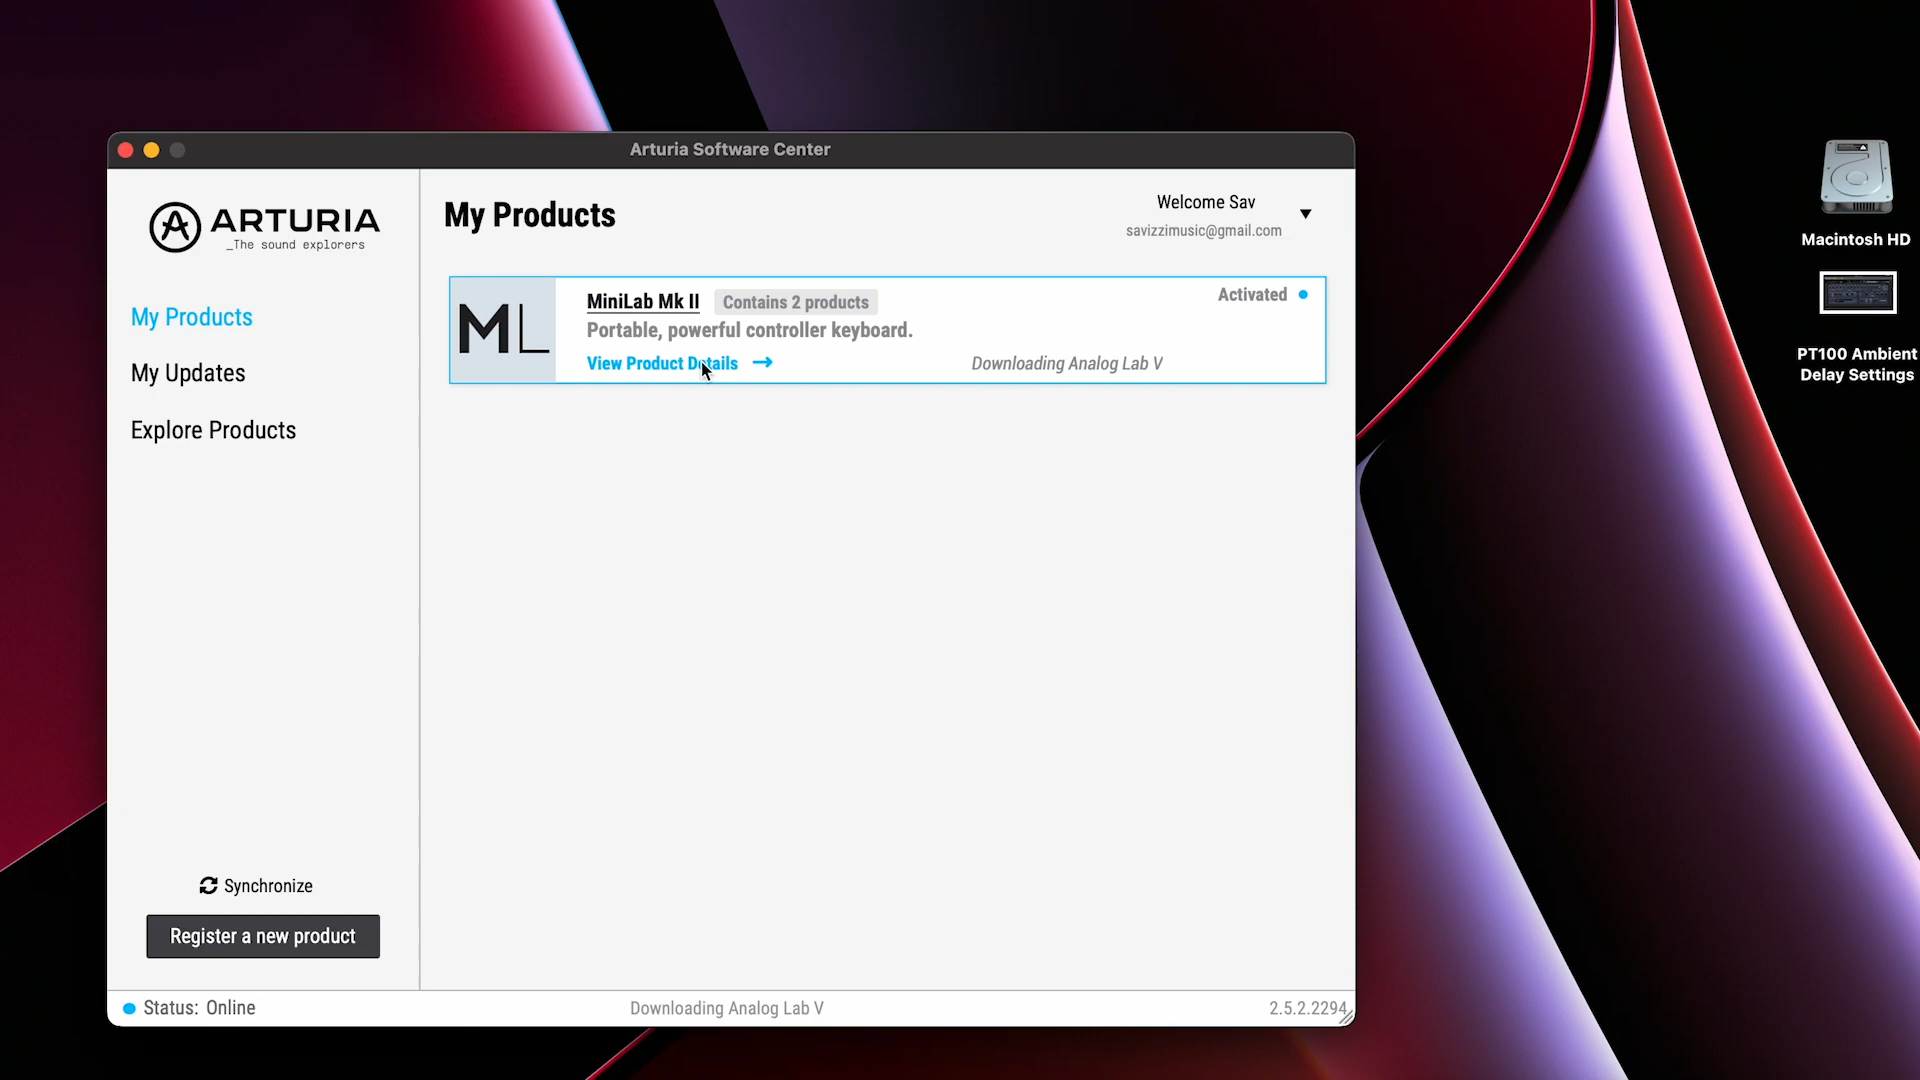 Arturia Software Center
ARTURIA
_The sound explorers
My Products
My Updates
Explore Products
Synchronize
Register a new product
My Products
Welcome Sav
savizzimusic@gmail.com
ML
MiniLab Mk II
Contains 2 products
Activated
Portable, powerful controller keyboard.
View Product Details
Downloading Analog Lab V
Status: Online
Downloading Analog Lab V
2.5.2.2294
Macintosh HD
PT100 Ambient
Delay Settings